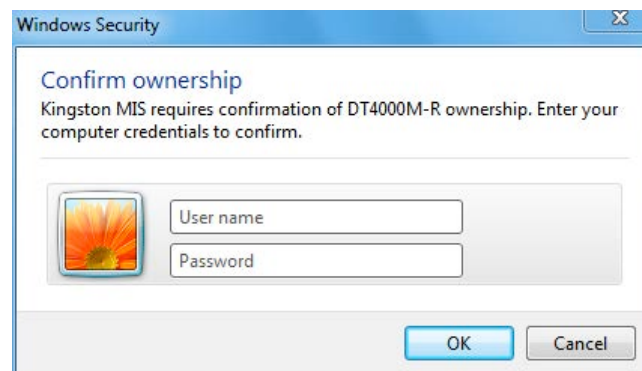 Windows Security
Confirm ownership
Kingston MIS requires confirmation of DT4000M-R ownership. Enter your
computer credentials to confirm.
User name
Password
OK
Cancel